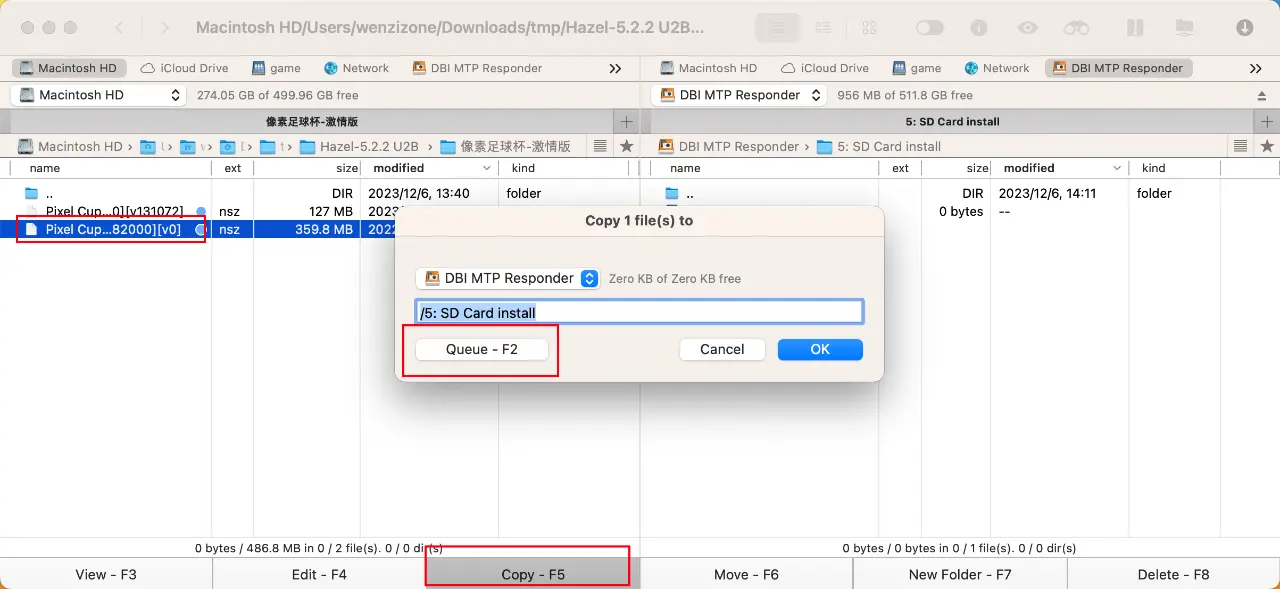 Macintosh HD/Users/wenzizone/Downloads/tmp/Hazel-5.2.2 U2B...
Macintosh HD iCloud Drive game Network DBI MTP Responder »
Macintosh HD iCloud Drive game Network DBI MTP Responder »
Macintosh HD 274.05 GB of 499.96 GB free
DBI MTP Responder 956 MB of 511.8 GB free
像素足球杯-激情版 +
5: SD Card install +
Macintosh HD › › › › › Hazel-5.2.2 U2B › 像素足球杯-激情版
DBI MTP Responder › 5: SD Card install
name ext size modified kind
name ext size modified kind
.. DIR 2023/12/6, 13:40 folder
.. DIR 2023/12/6, 14:11 folder
Pixel Cup...0][v131072] nsz 127 MB 2023
0 bytes --
Pixel Cup...82000][v0] nsz 359.8 MB 2022
Copy 1 file(s) to
DBI MTP Responder Zero KB of Zero KB free
/5: SD Card install
Queue - F2 Cancel OK
0 bytes / 486.8 MB in 0 / 2 file(s). 0 / 0 dir(s)
0 bytes / 0 bytes in 0 / 1 file(s). 0 / 0 dir(s)
View - F3 Edit - F4 Copy - F5 Move - F6 New Folder - F7 Delete - F8